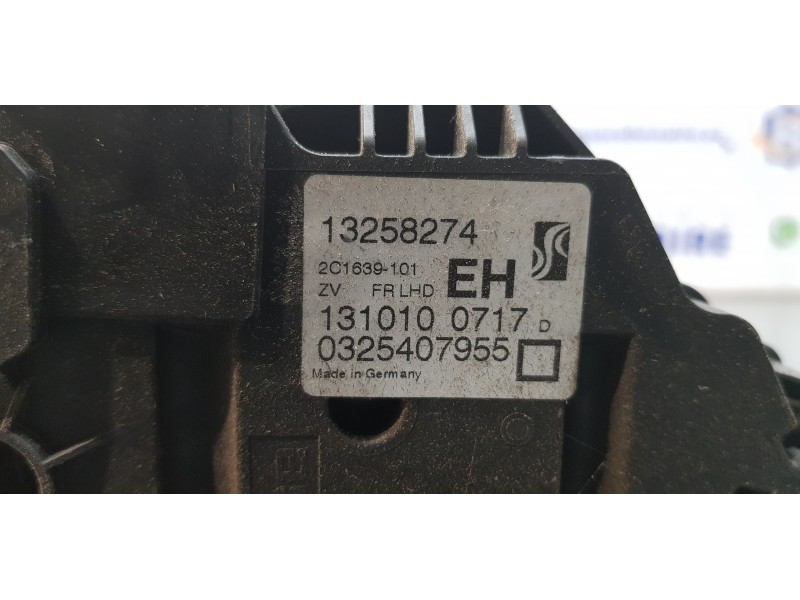 13258274
2C1639-101
ZV FR LHD EH
131010 0717 D
0325407955
Made in Germany